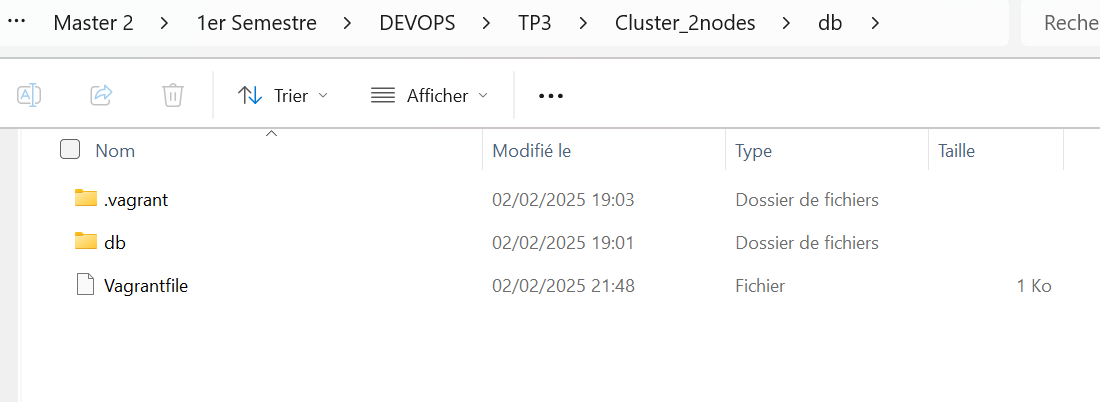 ··· Master 2 > 1er Semestre > DEVOPS > TP3 > Cluster_2nodes > db > Reche
Trier Afficher ···
Nom Modifié le Type Taille
.vagrant 02/02/2025 19:03 Dossier de fichiers
db 02/02/2025 19:01 Dossier de fichiers
Vagrantfile 02/02/2025 21:48 Fichier 1 Ko